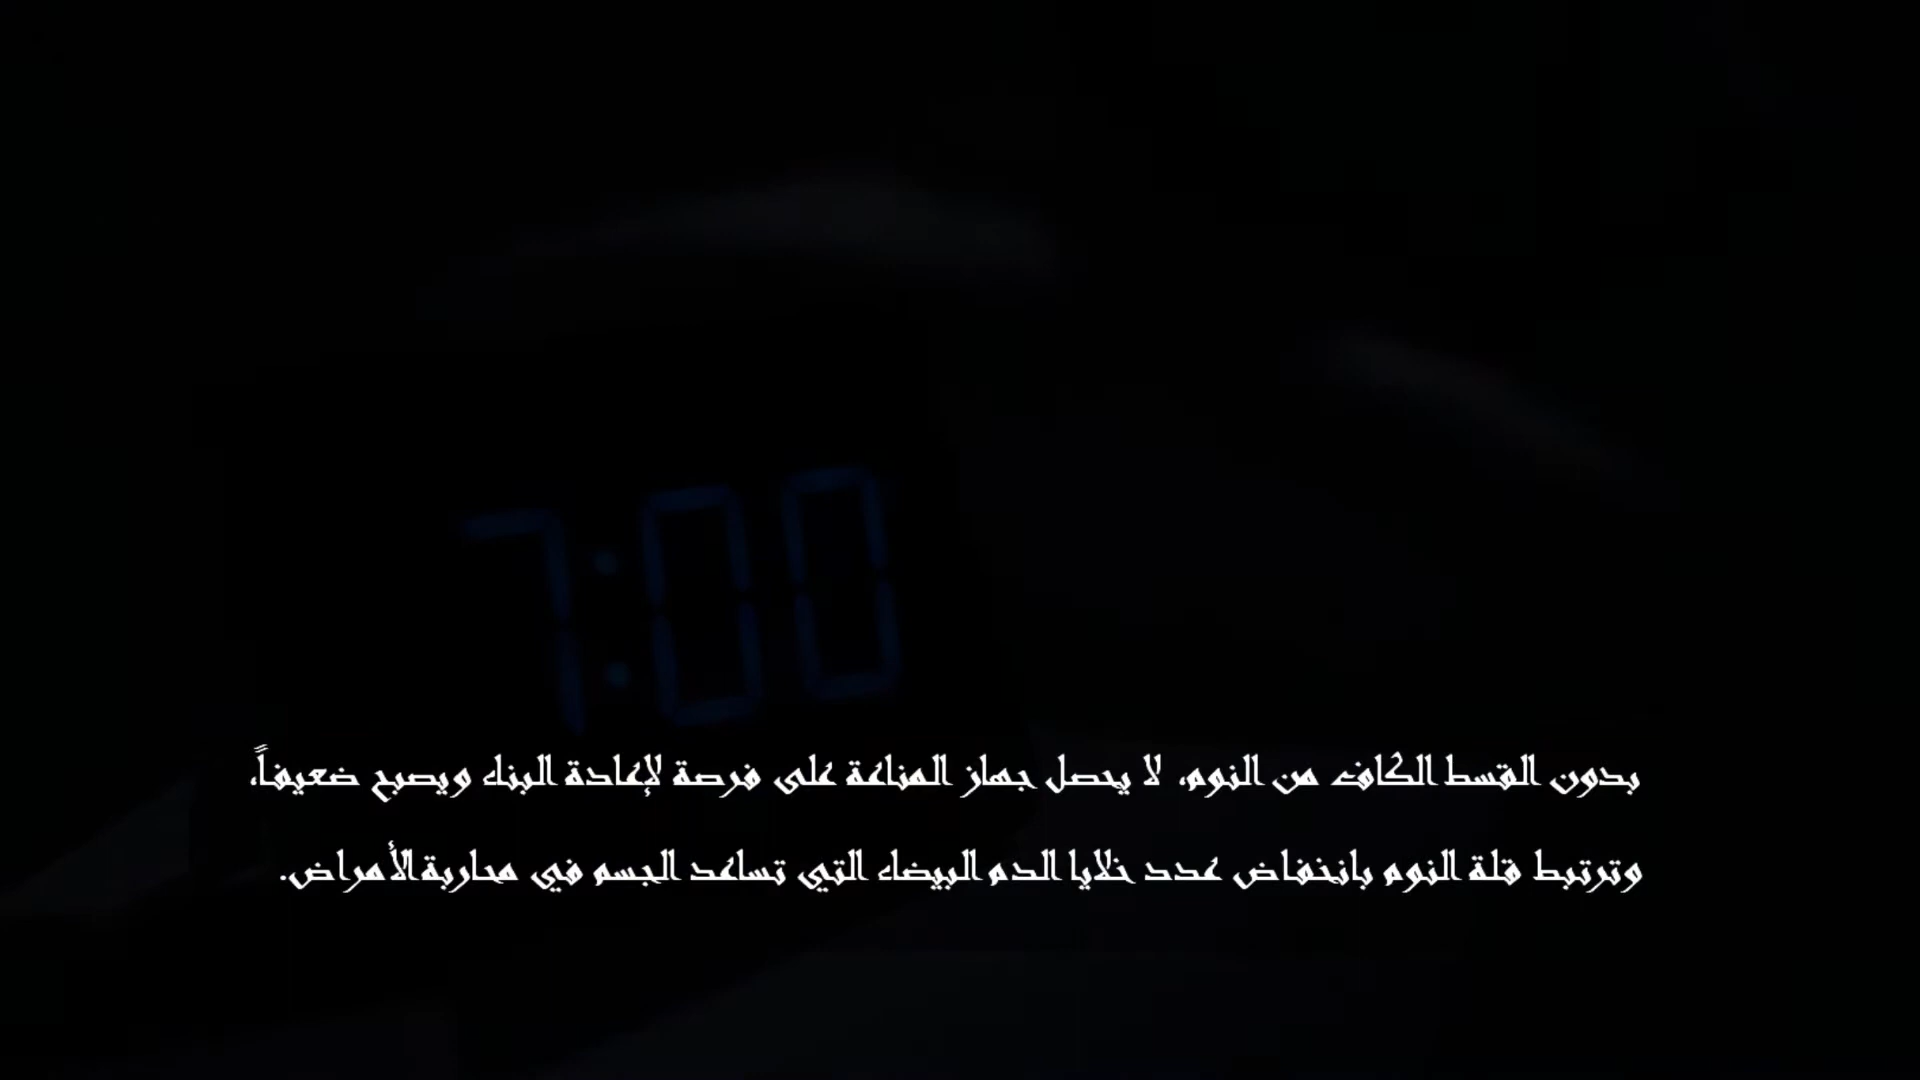 7:00
بدون القسط الكاف من النوم، لا يحصل جهاز المناعة على فرصة لإعادة البناء ويصبح ضعيفاً،
وترتبط قلة النوم بانخفاض عدد خلايا الدم البيضاء التي تساعد الجسم في محاربة الأمراض.